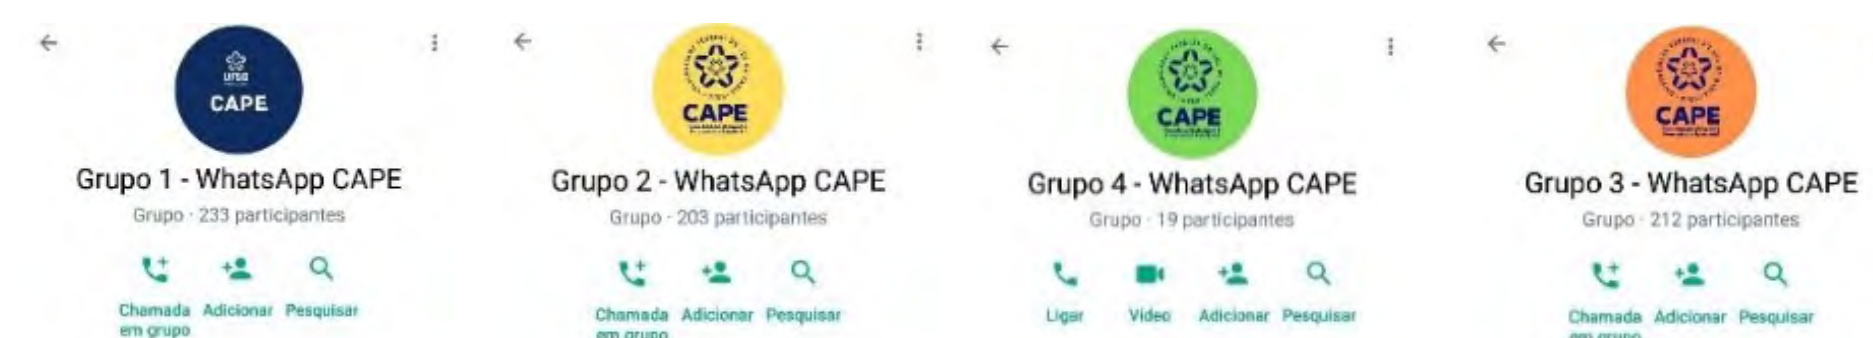 UFSB
CAPE
Grupo 1 - WhatsApp CAPE
Grupo · 233 participantes
Chamada em grupo
Adicionar
Pesquisar
CAPE
Grupo 2 - WhatsApp CAPE
Grupo · 203 participantes
Chamada em grupo
Adicionar
Pesquisar
CAPE
Grupo 4 - WhatsApp CAPE
Grupo · 19 participantes
Ligar
Vídeo
Adicionar
Pesquisar
CAPE
Grupo 3 - WhatsApp CAPE
Grupo · 212 participantes
Chamada em grupo
Adicionar
Pesquisar